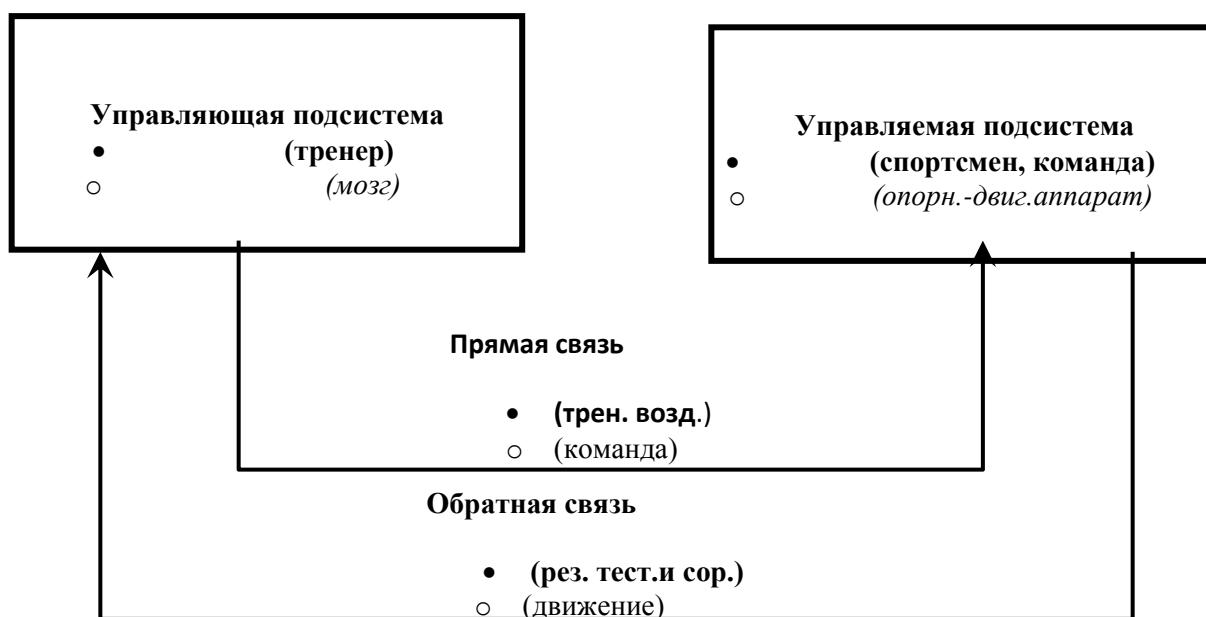 Управляющая подсистема
• (тренер)
○ (мозг)
Управляемая подсистема
• (спортсмен, команда)
○ (опорн.-двиг.аппарат)
Прямая связь
• (трен. возд.)
○ (команда)
Обратная связь
• (рез. тест.и сор.)
○ (движение)